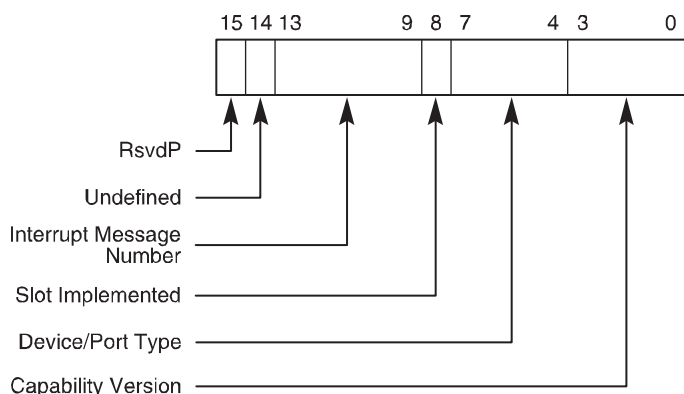 15 14 13 9 8 7 4 3 0
RsvdP
Undefined
Interrupt Message
Number
Slot Implemented
Device/Port Type
Capability Version